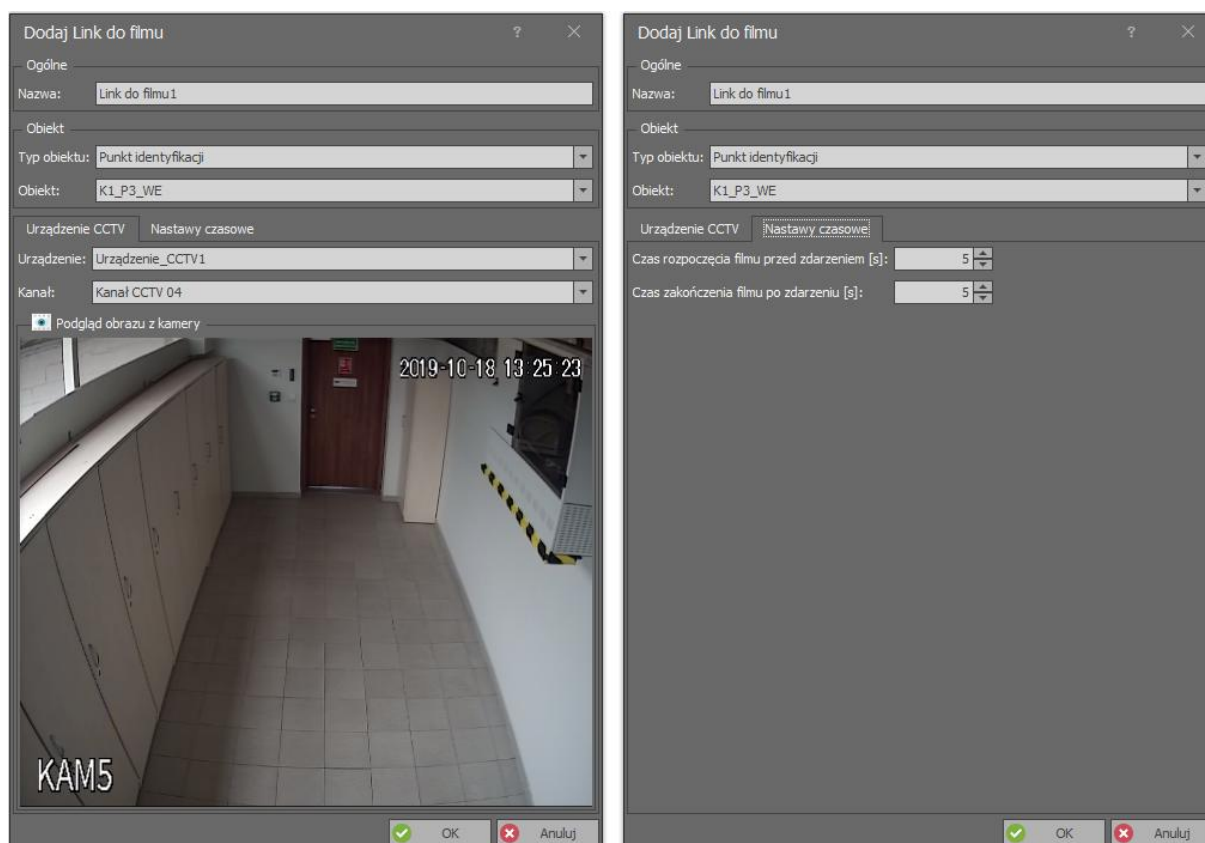 Dodaj Link do filmu ?
Ogólne
Nazwa: Link do filmu1
Obiekt
Typ obiektu: Punkt identyfikacji
Obiekt: K1_P3_WE
Urządzenie CCTV Nastawy czasowe
Urządzenie: Urządzenie_CCTV1
Kanał: Kanał CCTV 04
Podgląd obrazu z kamery
2019-10-18 13:25:23
KAM5
OK Anuluj
Dodaj Link do filmu ?
Ogólne
Nazwa: Link do filmu1
Obiekt
Typ obiektu: Punkt identyfikacji
Obiekt: K1_P3_WE
Urządzenie CCTV Nastawy czasowe
Czas rozpoczęcia filmu przed zdarzeniem [s]: 5
Czas zakończenia filmu po zdarzeniu [s]: 5
OK Anuluj